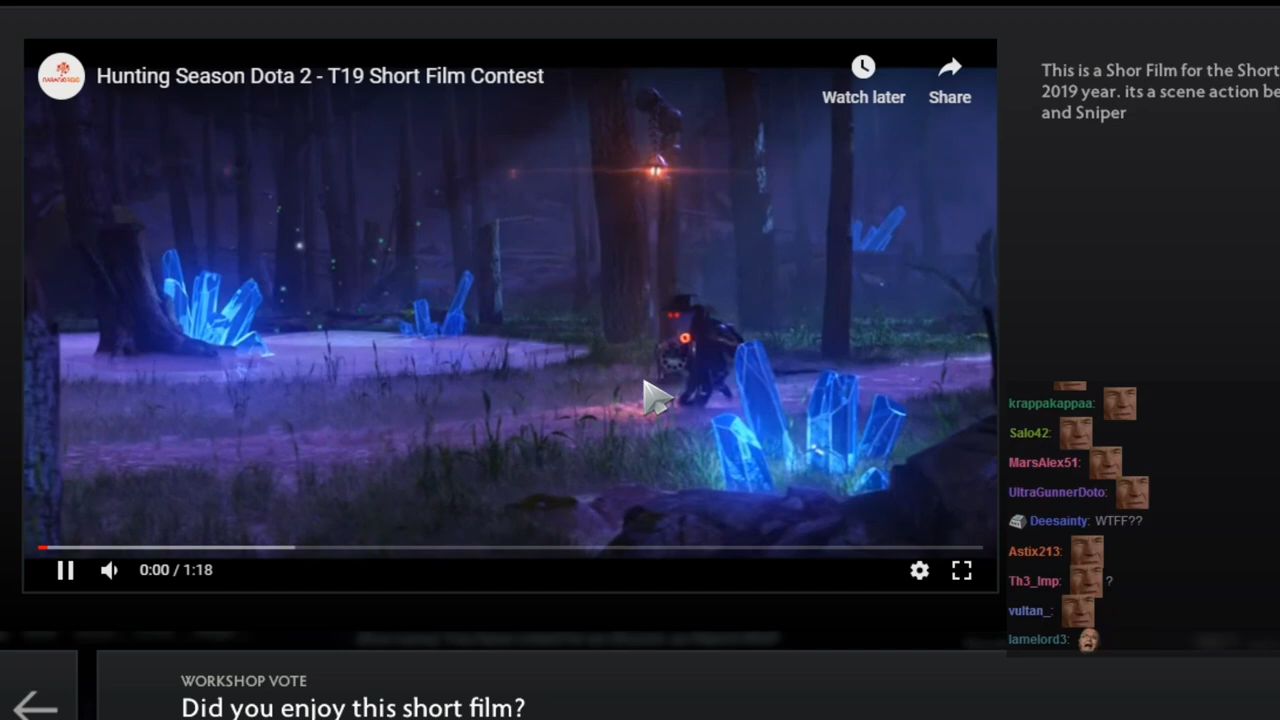 Hunting Season Dota 2 - T19 Short Film Contest
Watch later
Share
This is a Shor Film for the Short
2019 year. its a scene action be
and Sniper
krappakappaa:
Salo42:
MarsAlex51:
UltraGunnerDoto:
Deesainty: WTFF??
Astix213:
Th3_Imp: ?
vultan_:
lamelord3:
0:00 / 1:18
WORKSHOP VOTE
Did you enjoy this short film?